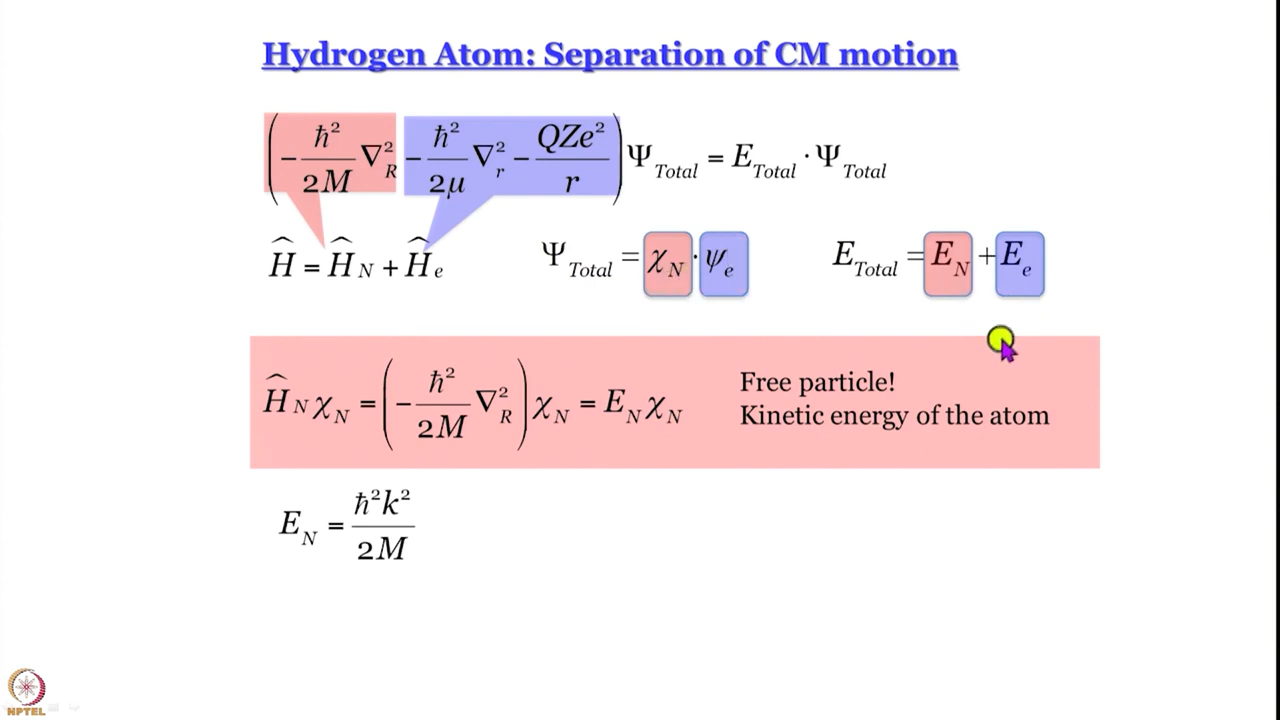 Hydrogen Atom: Separation of CM motion
(−ħ²/2M ∇²_R − ħ²/2μ ∇²_r − QZe²/r) Ψ_Total = E_Total · Ψ_Total
Ĥ = Ĥ_N + Ĥ_e    Ψ_Total = χ_N · ψ_e    E_Total = E_N + E_e
Ĥ_N χ_N = (−ħ²/2M ∇²_R) χ_N = E_N χ_N
Free particle!
Kinetic energy of the atom
E_N = ħ²k²/2M
NPTEL